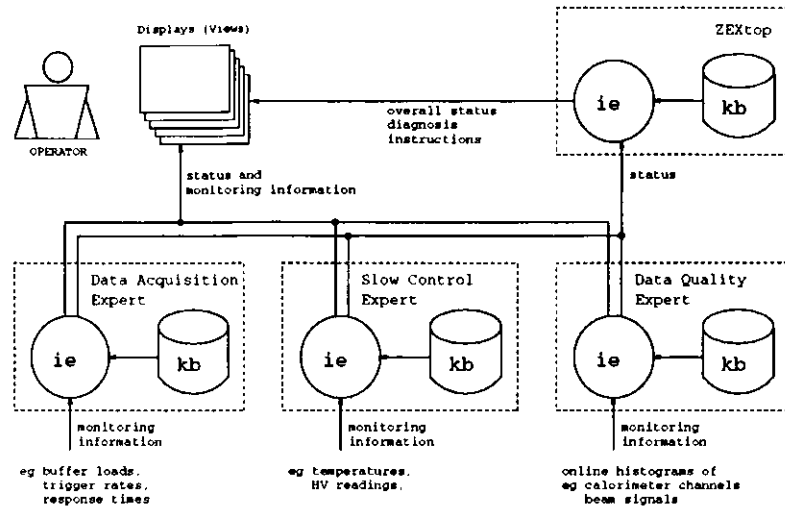 Displays (Views)
ZEXtop
ie
kb
OPERATOR
overall status
diagnosis
instructions
status and
monitoring information
status
Data Acquisition
Expert
ie
kb
Slow Control
Expert
ie
kb
Data Quality
Expert
ie
kb
monitoring
information
monitoring
information
monitoring
information
eg buffer loads.
trigger rates,
response times
eg temperatures.
HV readings,
online histograms of
eg calorimeter channels
beam signals